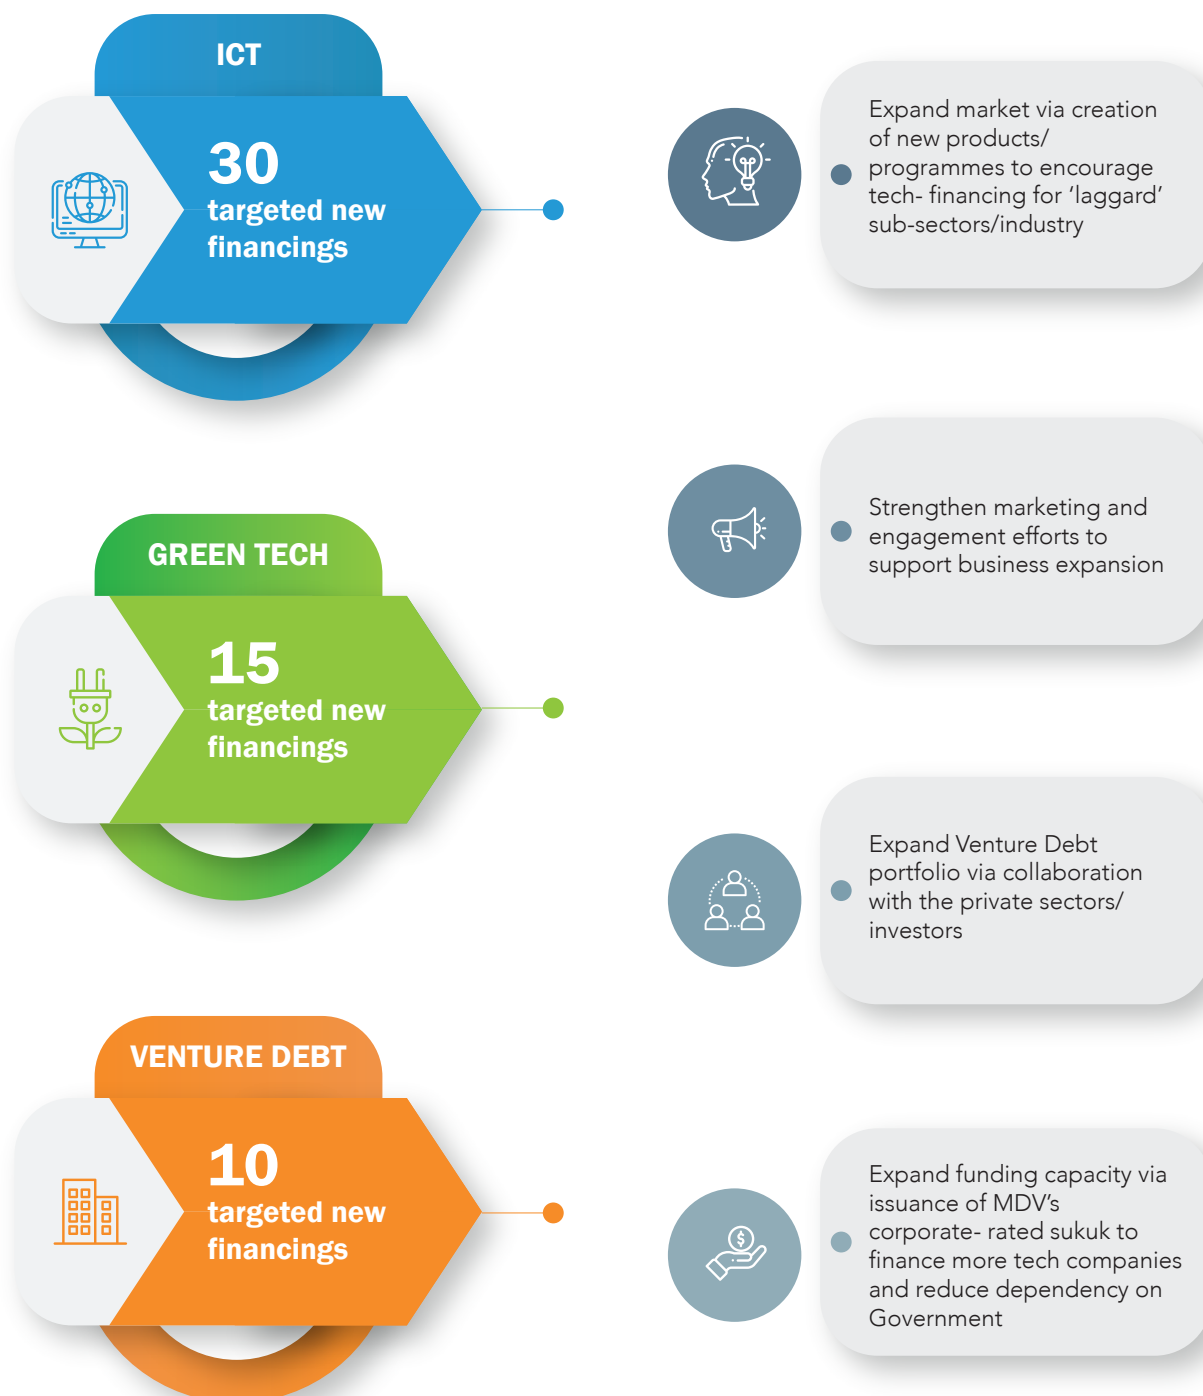 ICT
30
targeted new
financings
GREEN TECH
15
targeted new
financings
VENTURE DEBT
10
targeted new
financings
Expand market via creation
of new products/
programmes to encourage
tech- financing for ‘laggard’
sub-sectors/industry
Strengthen marketing and
engagement efforts to
support business expansion
Expand Venture Debt
portfolio via collaboration
with the private sectors/
investors
$
Expand funding capacity via
issuance of MDV’s
corporate- rated sukuk to
finance more tech companies
and reduce dependency on
Government